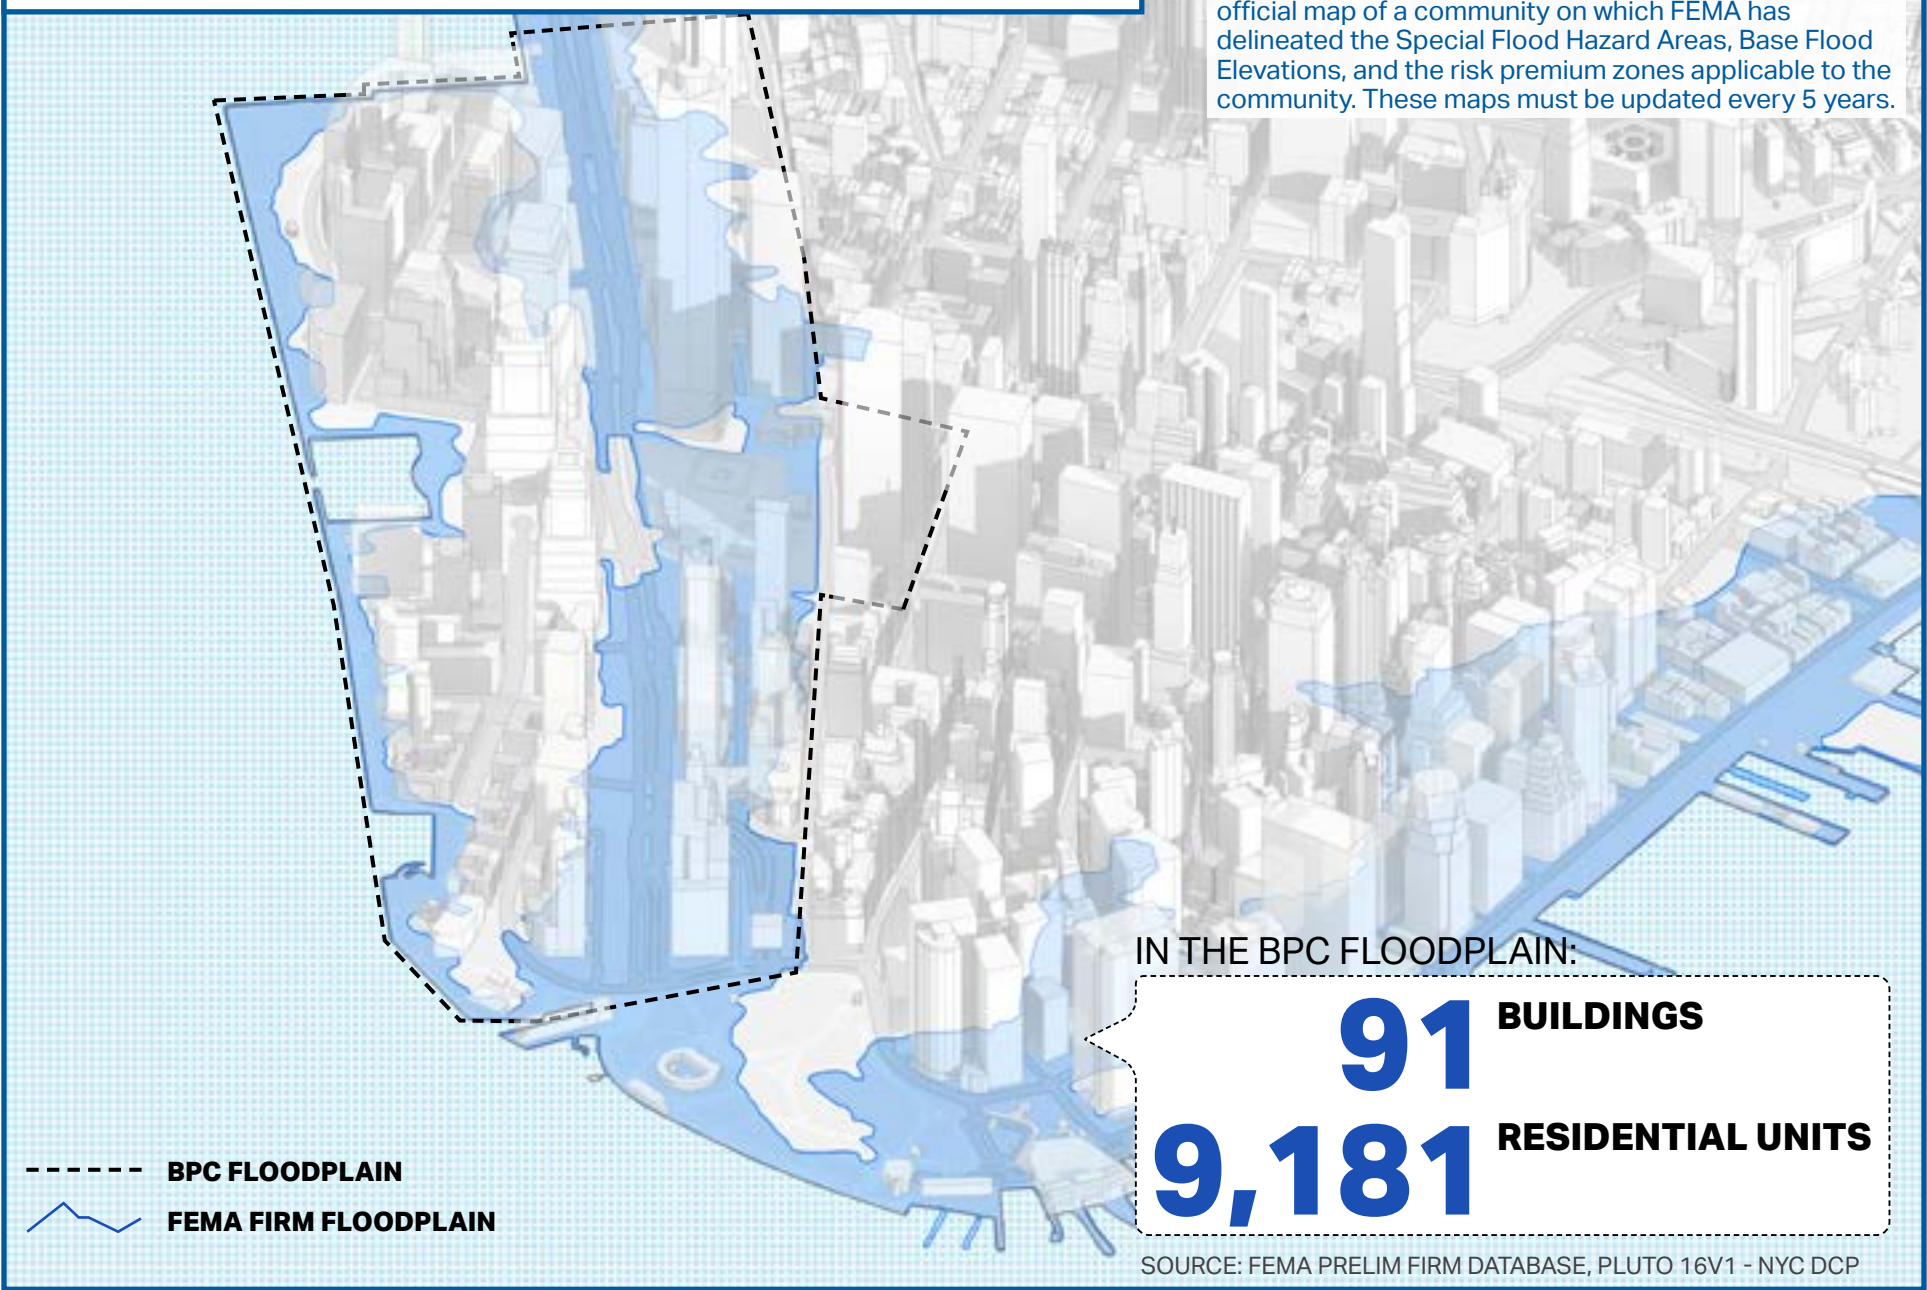 official map of a community on which FEMA has
delineated the Special Flood Hazard Areas, Base Flood
Elevations, and the risk premium zones applicable to the
community. These maps must be updated every 5 years.
IN THE BPC FLOODPLAIN:
91 BUILDINGS
9,181 RESIDENTIAL UNITS
BPC FLOODPLAIN
FEMA FIRM FLOODPLAIN
SOURCE: FEMA PRELIM FIRM DATABASE, PLUTO 16V1 - NYC DCP